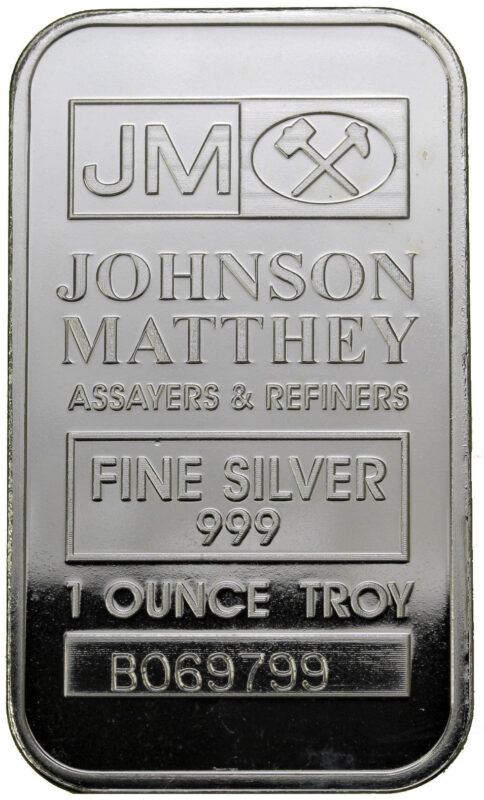 JM
JOHNSON
MATTHEY
ASSAYERS & REFINERS
FINE SILVER
999
1 OUNCE TROY
B069799